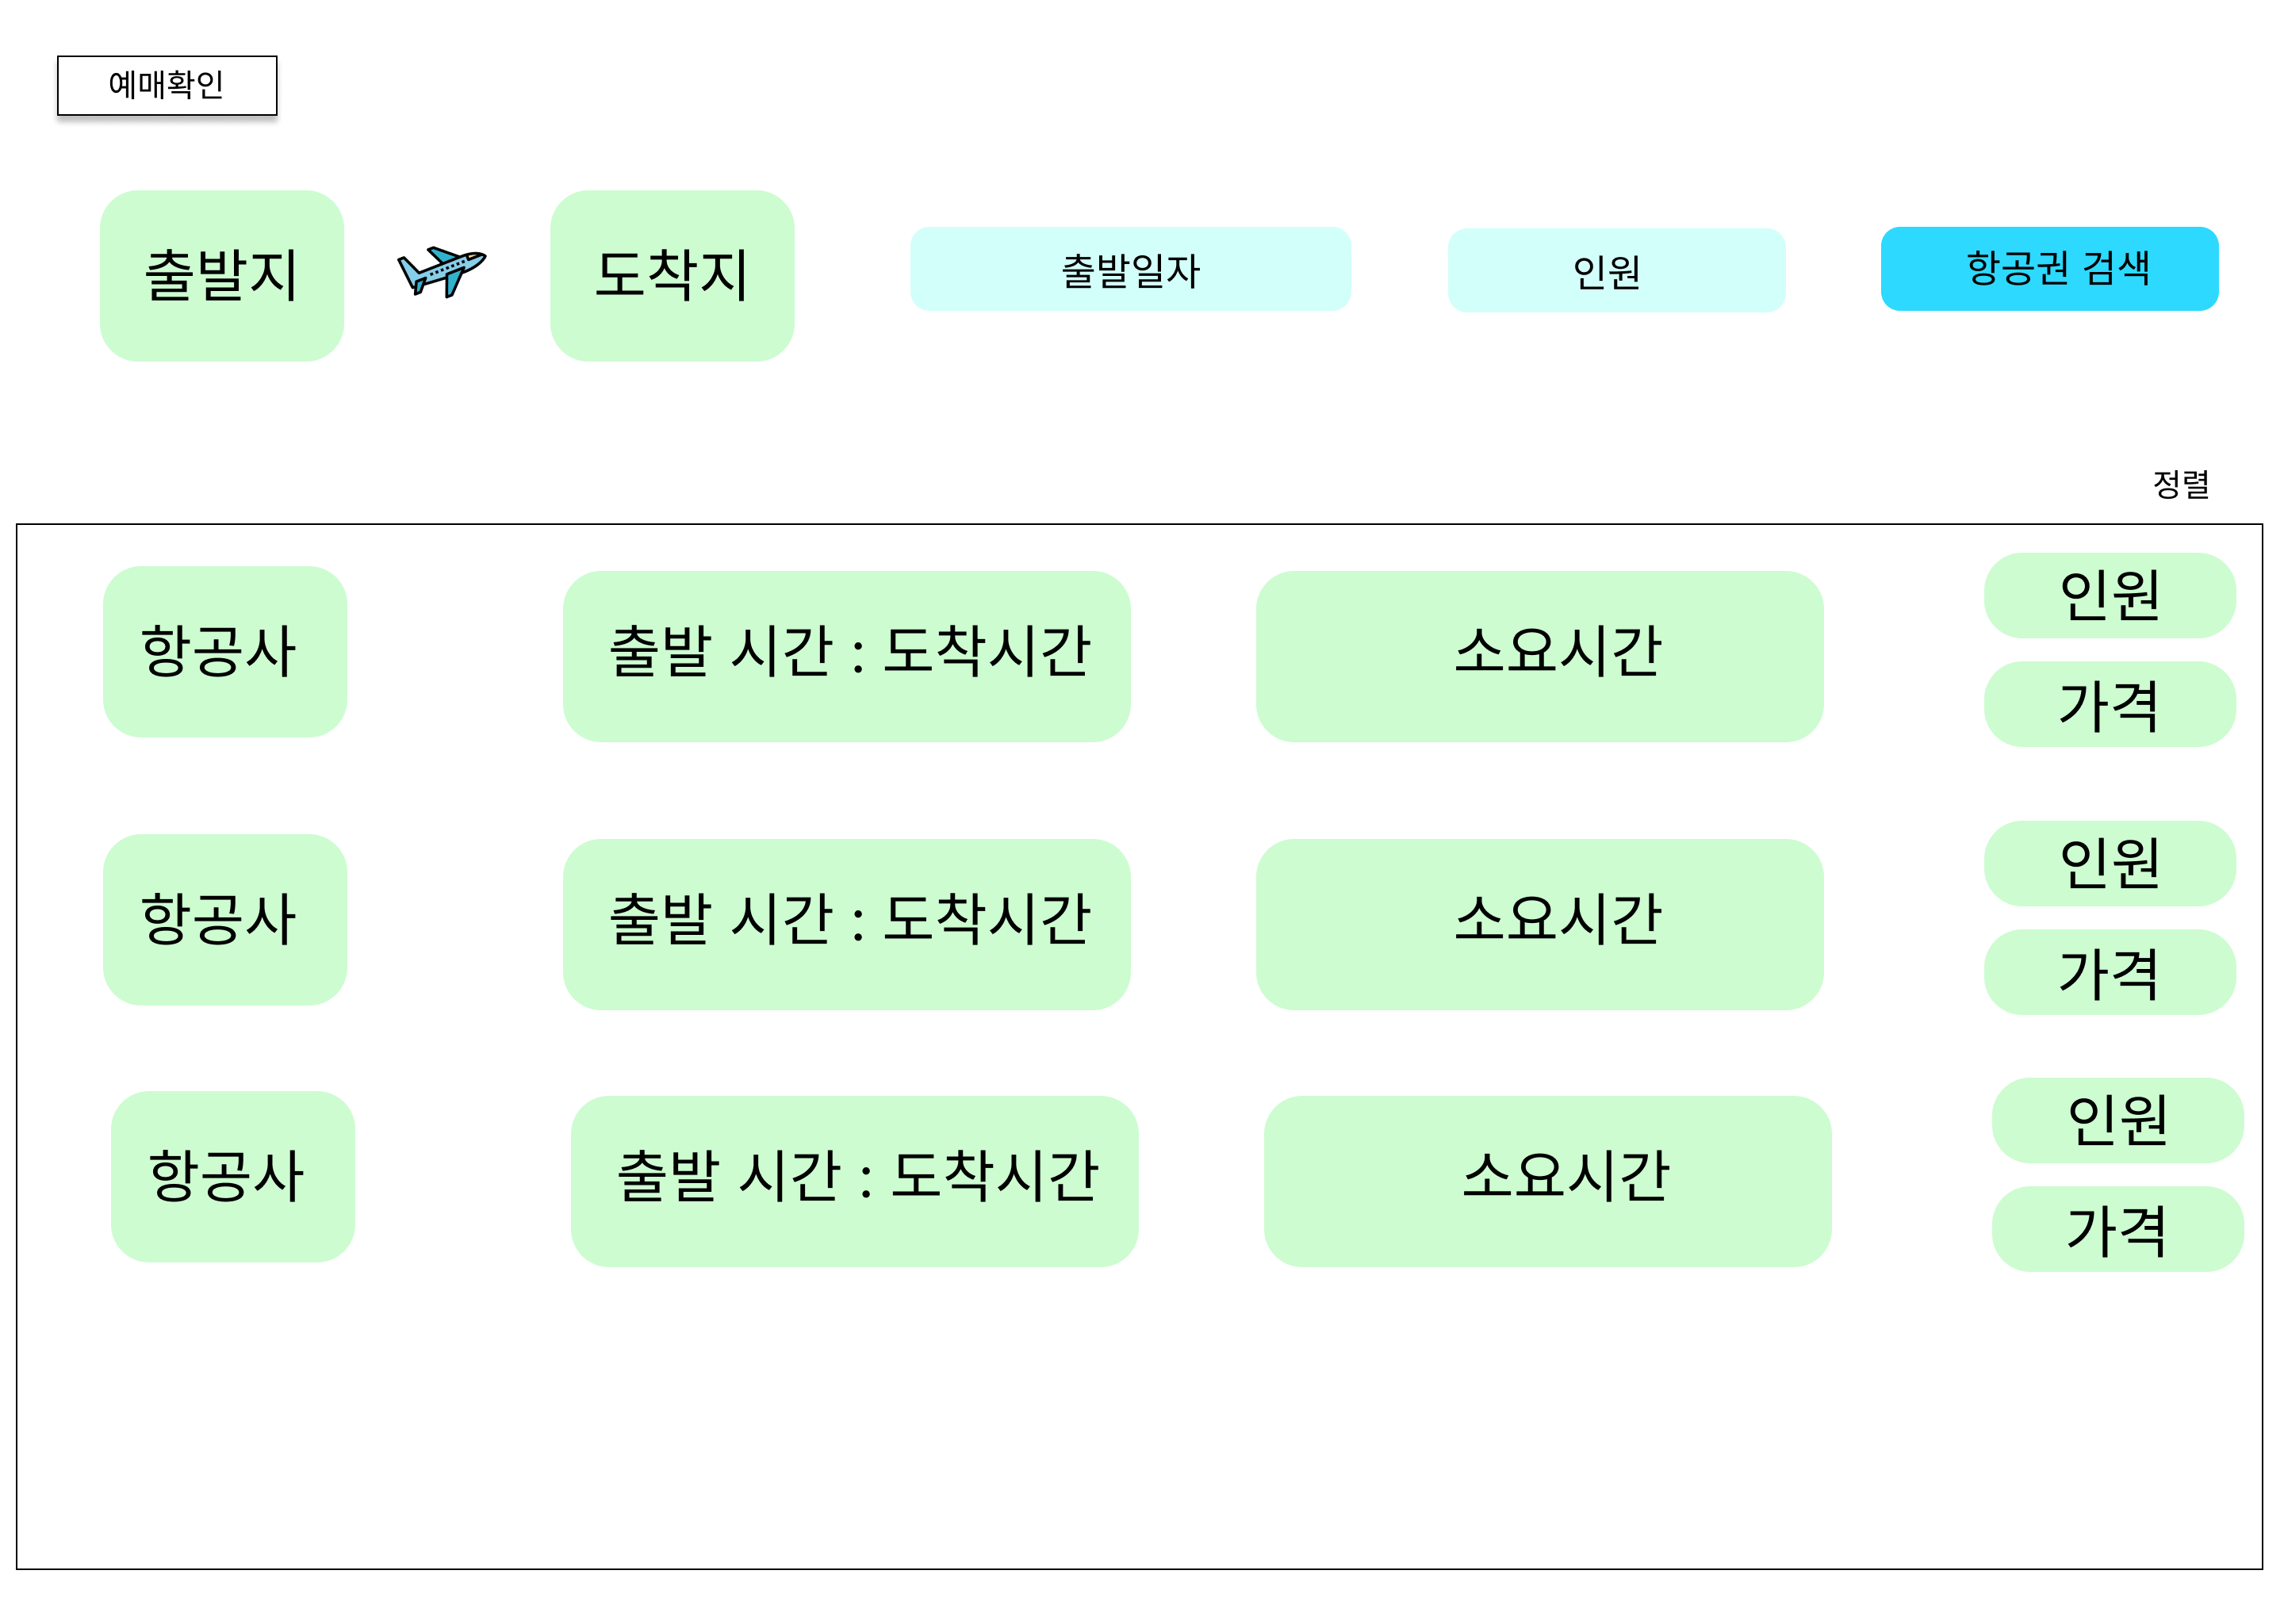 예매확인
출발지
도착지
출발일자
인원
항공권 검색
정렬
항공사
출발 시간 : 도착시간
소요시간
인원
가격
항공사
출발 시간 : 도착시간
소요시간
인원
가격
항공사
출발 시간 : 도착시간
소요시간
인원
가격